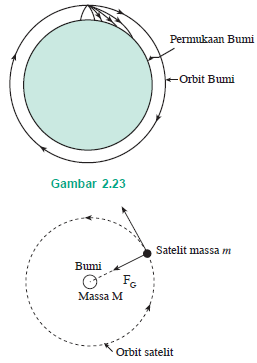 Permukaan Bumi
Orbit Bumi
Gambar 2.23
Satelit massa m
Bumi
F_G
Massa M
Orbit satelit